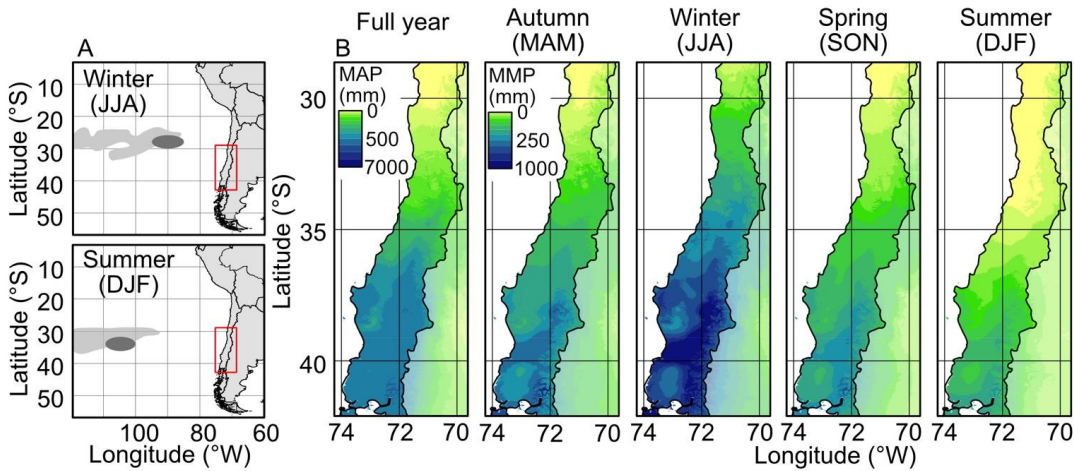 A
Winter
(JJA)
Latitude (°S)
10
20
30
40
50
Summer
(DJF)
Latitude (°S)
10
20
30
40
50
100 80 60
Longitude (°W)
B
Full year
Autumn
(MAM)
Winter
(JJA)
Spring
(SON)
Summer
(DJF)
Latitude (°S)
30
35
40
MAP
(mm)
0
500
7000
MMP
(mm)
0
250
1000
74 72 70
74 72 70
74 72 70
74 72 70
74 72 70
Longitude (°W)